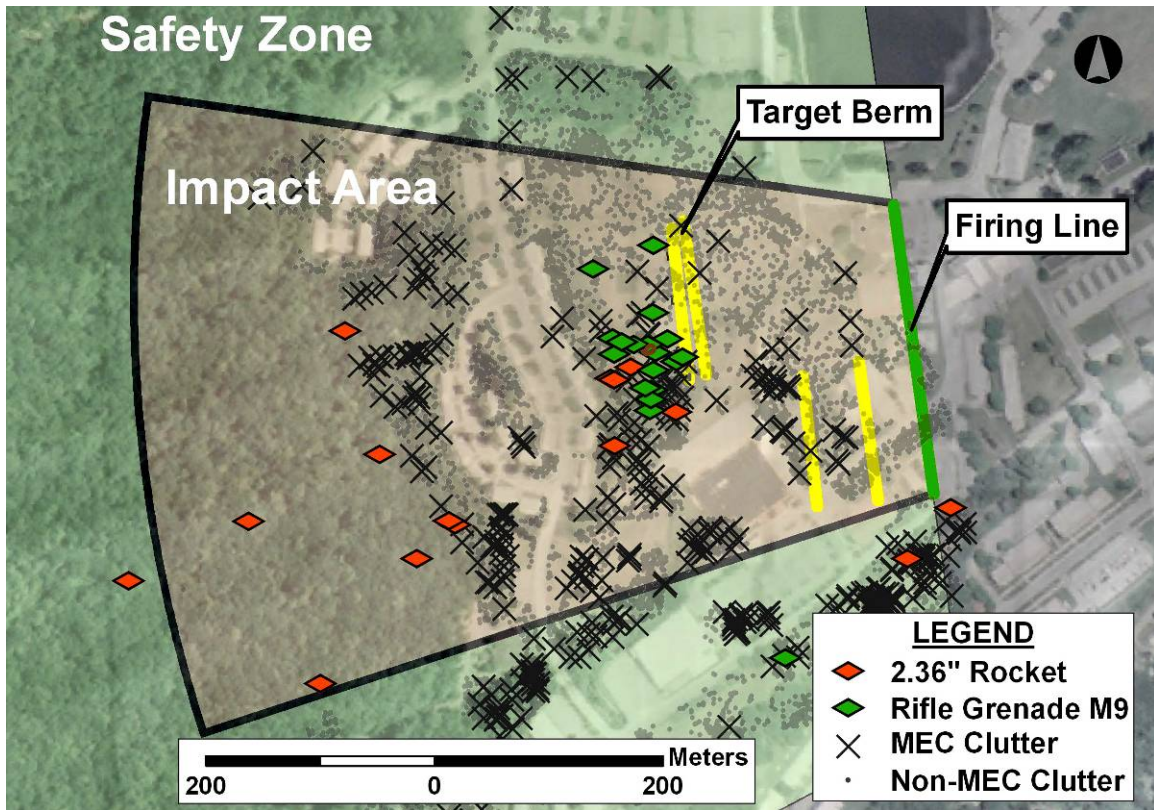 Safety Zone
Target Berm
Impact Area
Firing Line
LEGEND
2.36" Rocket
Rifle Grenade M9
MEC Clutter
Non-MEC Clutter
Meters
200 0 200